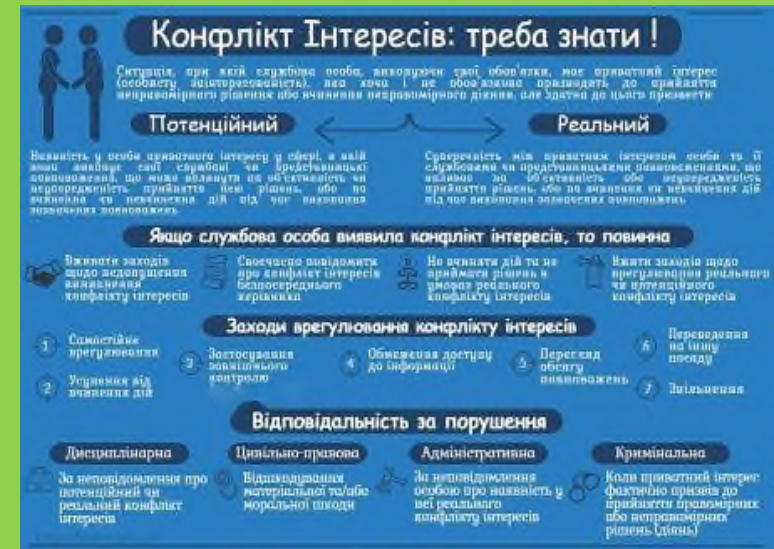 Конфлікт Інтересів: треба знати !
Ситуація, при якій службова особа, виконуючи свої обов'язки, має приватний інтерес
(особисту заінтересованість), яка хоча і не обов'язково призводить до прийняття
неправомірного рішення або вчинення неправомірного діяння, але здатна до цього призвести
Потенційний
Реальний
Наявність у особи приватного інтересу у сфері, в якій
вона виконує свої службові чи представницькі
повноваження, що може вплинути на об'єктивність чи
неупередженість прийняття нею рішень, або на
вчинення чи невчинення дій під час виконання
зазначених повноважень
Суперечність між приватним інтересом особи та її
службовими чи представницькими повноваженнями, що
впливає на об'єктивність або неупередженість
прийняття рішень, або на вчинення чи невчинення дій
під час виконання зазначених повноважень
Якщо службова особа виявила конфлікт інтересів, то повинна
Вживати заходів
щодо недопущення
виникнення
конфлікту інтересів
Своєчасно повідомити
про конфлікт інтересів
безпосереднього
керівника
Не вчиняти дій та не
приймати рішень в
умовах реального
конфлікту інтересів
Вжити заходів щодо
врегулювання реального
чи потенційного
конфлікту інтересів
Заходи врегулювання конфлікту інтересів
1 Самостійне
врегулювання
2 Усунення від
вчинення дій
3 Застосування
зовнішнього
контролю
4 Обмеження доступу
до інформації
5 Перегляд
обсягу
повноважень
6 Переведення
на іншу
посаду
7 Звільнення
Відповідальність за порушення
Дисциплінарна
За неповідомлення про
потенційний чи
реальний конфлікт
інтересів
Цивільно-правова
Відшкодування
матеріальної та/або
моральної шкоди
Адміністративна
За неповідомлення
особою про наявність у
неї реального
конфлікту інтересів
Кримінальна
Коли приватний інтерес
фактично призвів до
прийняття правомірних
або неправомірних
рішень (діянь)